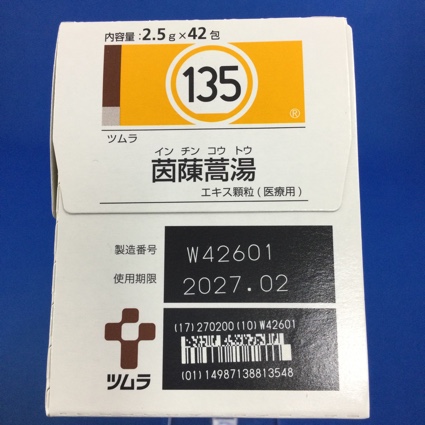 内容量:2.5g×42包
135
®
ツムラ
イン チン コウ トウ
茵蔯蒿湯
エキス顆粒(医療用)
製造番号 W42601
使用期限 2027.02
(17)270200(10)W42601
(01)14987138813548
ツムラ